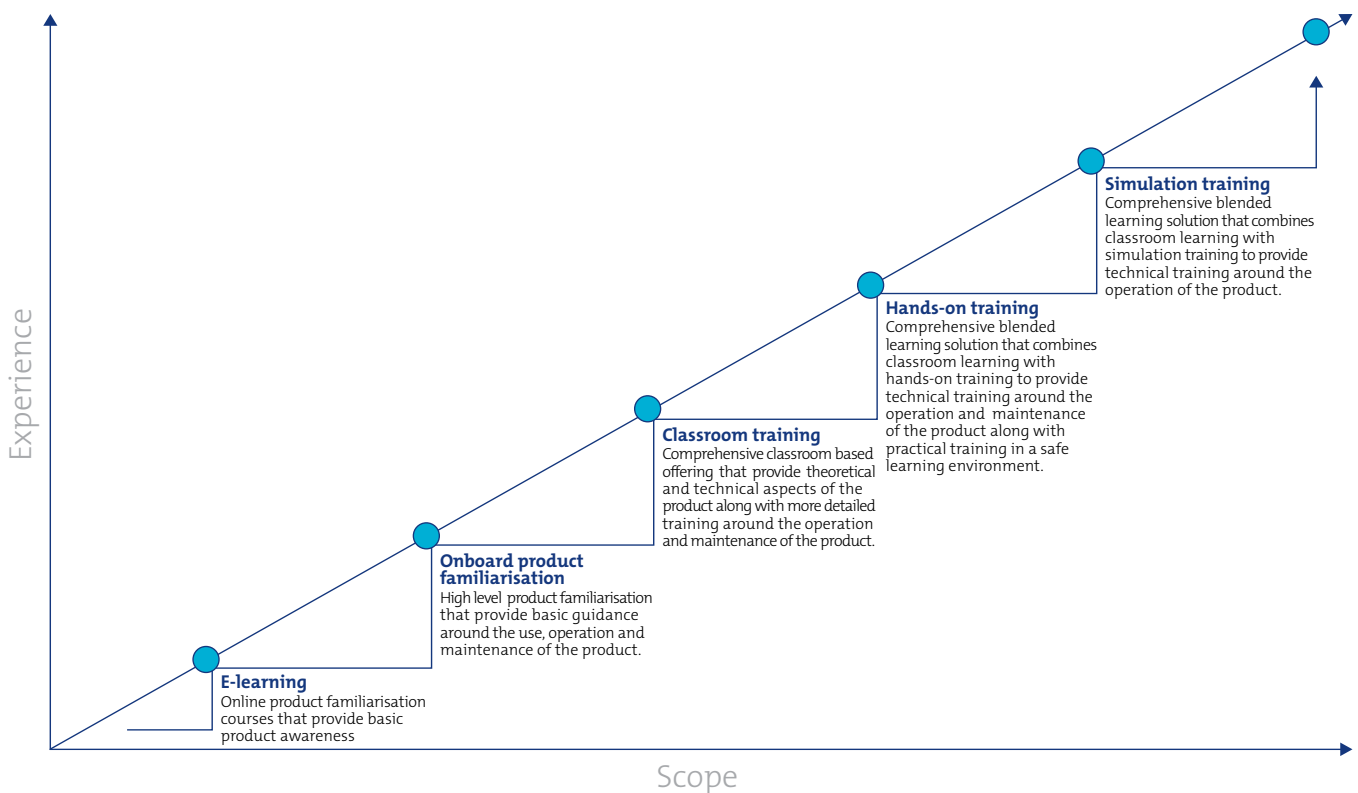 Experience
Simulation training
Comprehensive blended
learning solution that combines
classroom learning with
simulation training to provide
technical training around the
operation of the product.
Hands-on training
Comprehensive blended
learning solution that combines
classroom learning with
hands-on training to provide
technical training around the
operation and maintenance
of the product along with
practical training in a safe
learning environment.
Classroom training
Comprehensive classroom based
offering that provide theoretical
and technical aspects of the
product along with more detailed
training around the operation
and maintenance of the product.
Onboard product
familiarisation
High level product familiarisation
that provide basic guidance
around the use, operation and
maintenance of the product.
E-learning
Online product familiarisation
courses that provide basic
product awareness
Scope